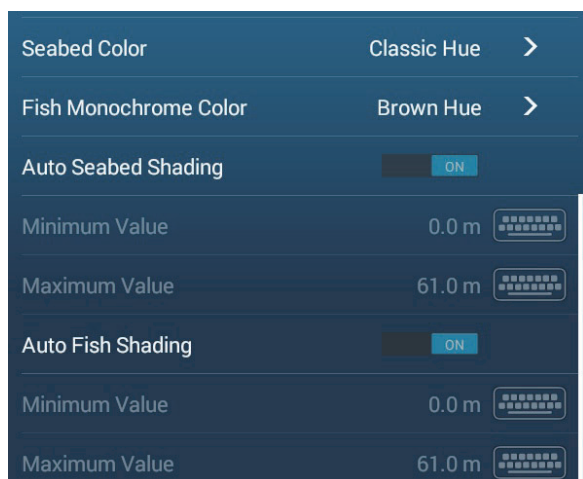 Seabed Color Classic Hue >
Fish Monochrome Color Brown Hue >
Auto Seabed Shading ON
Minimum Value 0.0 m
Maximum Value 61.0 m
Auto Fish Shading ON
Minimum Value 0.0 m
Maximum Value 61.0 m